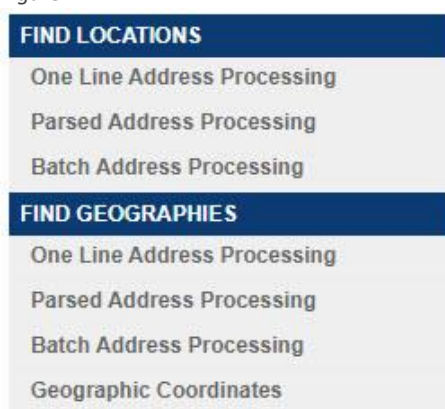 FIND LOCATIONS
One Line Address Processing
Parsed Address Processing
Batch Address Processing
FIND GEOGRAPHIES
One Line Address Processing
Parsed Address Processing
Batch Address Processing
Geographic Coordinates